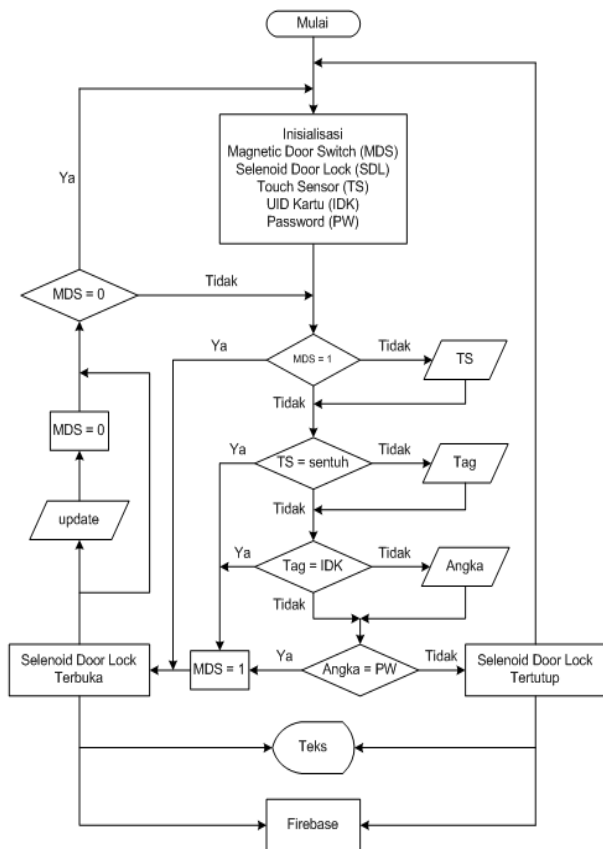 Mulai
Inisialisasi
Magnetic Door Switch (MDS)
Selenoid Door Lock (SDL)
Touch Sensor (TS)
UID Kartu (IDK)
Password (PW)
Ya
MDS = 0
Tidak
Ya
MDS = 1
Tidak
TS
Tidak
MDS = 0
Ya
TS = sentuh
Tidak
Tag
Tidak
update
Ya
Tag = IDK
Tidak
Angka
Tidak
Selenoid Door Lock
Terbuka
MDS = 1
Ya
Angka = PW
Tidak
Selenoid Door Lock
Tertutup
Teks
Firebase